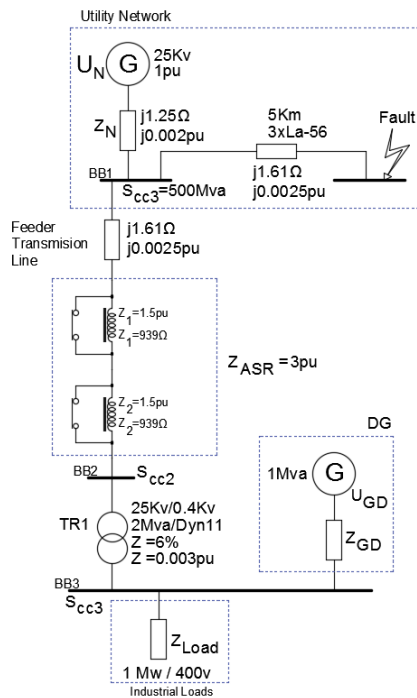 Utility Network
U_N
G
25Kv
1pu
Z_N
j1.25Ω
j0.002pu
5Km
3xLa-56
Fault
BB1
S_cc3=500Mva
j1.61Ω
j0.0025pu
Feeder
Transmision
Line
j1.61Ω
j0.0025pu
Z_1=1.5pu
Z_1=939Ω
Z_ASR=3pu
Z_2=1.5pu
Z_2=939Ω
DG
BB2
S_cc2
1Mva
G
U_GD
TR1
25Kv/0.4Kv
2Mva/Dyn11
Z =6%
Z =0.003pu
Z_GD
BB3
S_cc3
Z_Load
1 Mw / 400v
Industrial Loads